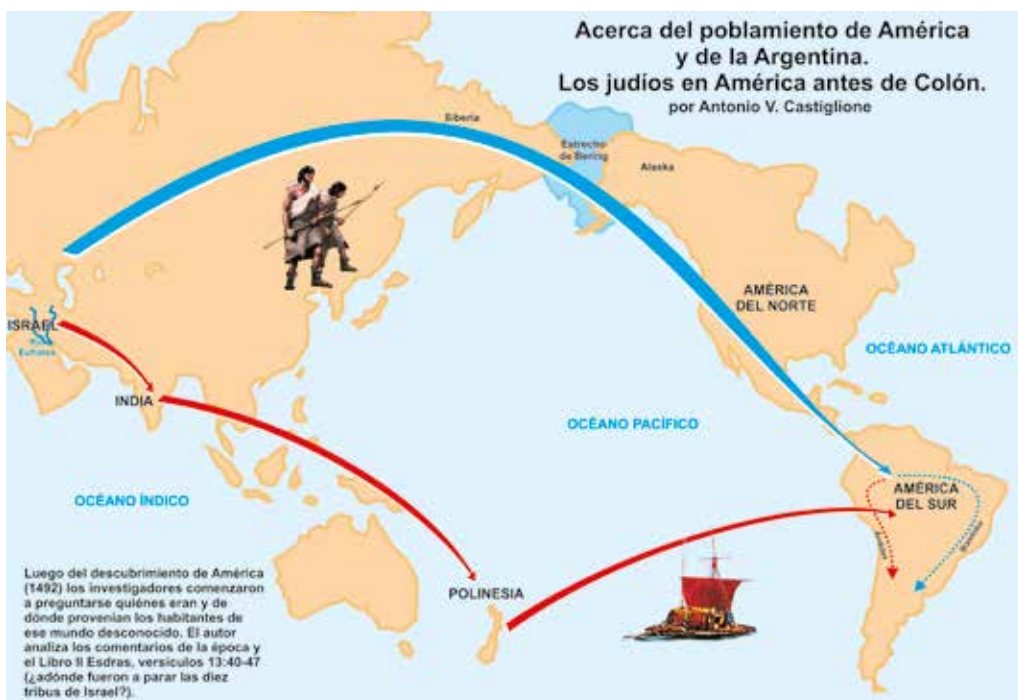 Acerca del poblamiento de América
y de la Argentina.
Los judíos en América antes de Colón.
por Antonio V. Castiglione
Siberia
Estrecho
de Bering
Alaska
AMÉRICA
DEL NORTE
ISRAEL
Eufrates
OCÉANO ATLÁNTICO
INDIA
OCÉANO PACÍFICO
OCÉANO ÍNDICO
AMÉRICA
DEL SUR
POLINESIA
Luego del descubrimiento de América
(1492) los investigadores comenzaron
a preguntarse quiénes eran y de
dónde provenían los habitantes de
ese mundo desconocido. El autor
analiza los comentarios de la época y
el Libro II Esdras, versículos 13:40-47
(¿adónde fueron a parar las diez
tribus de Israel?).